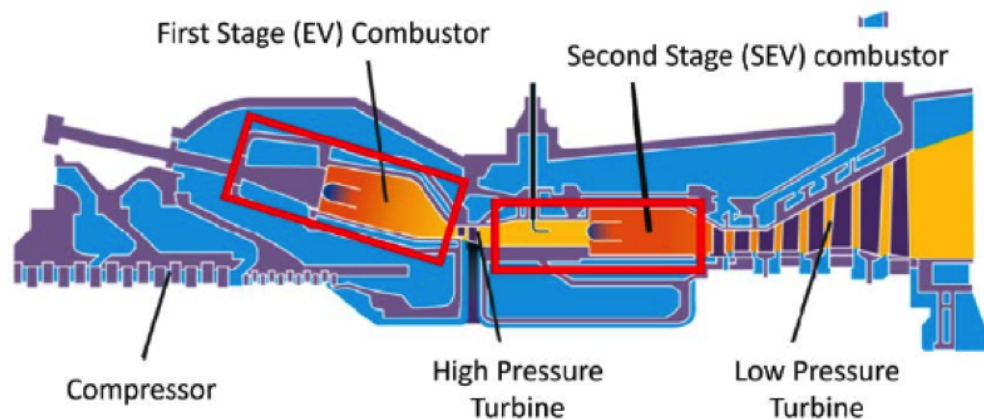 First Stage (EV) Combustor
Second Stage (SEV) combustor
Compressor
High Pressure
Turbine
Low Pressure
Turbine